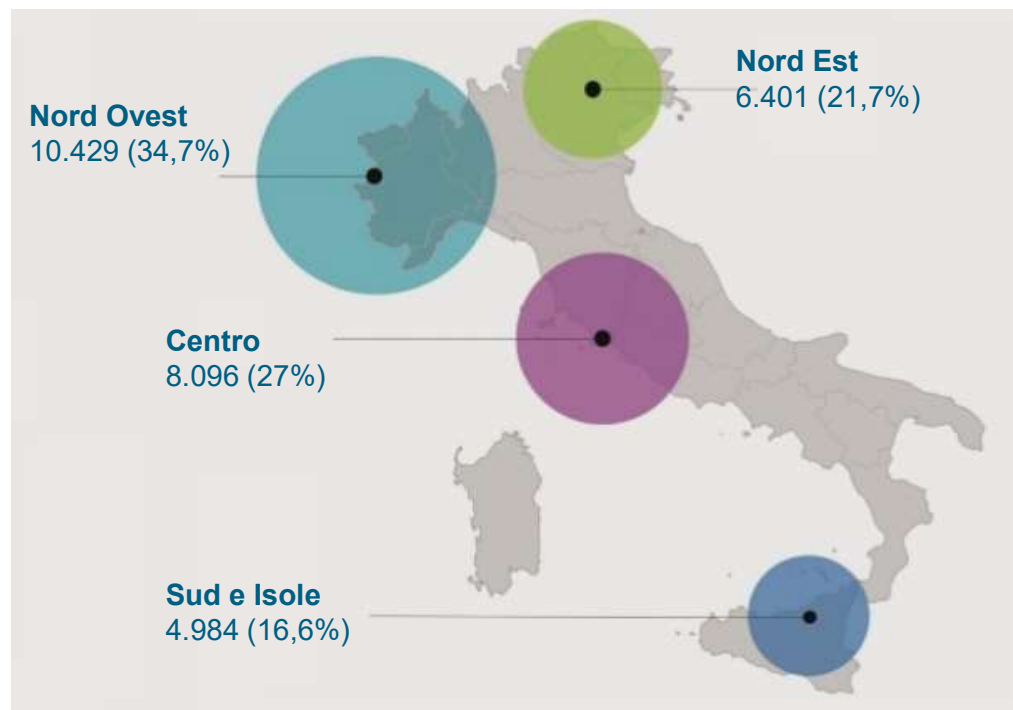 Nord Ovest
10.429 (34,7%)
Nord Est
6.401 (21,7%)
Centro
8.096 (27%)
Sud e Isole
4.984 (16,6%)